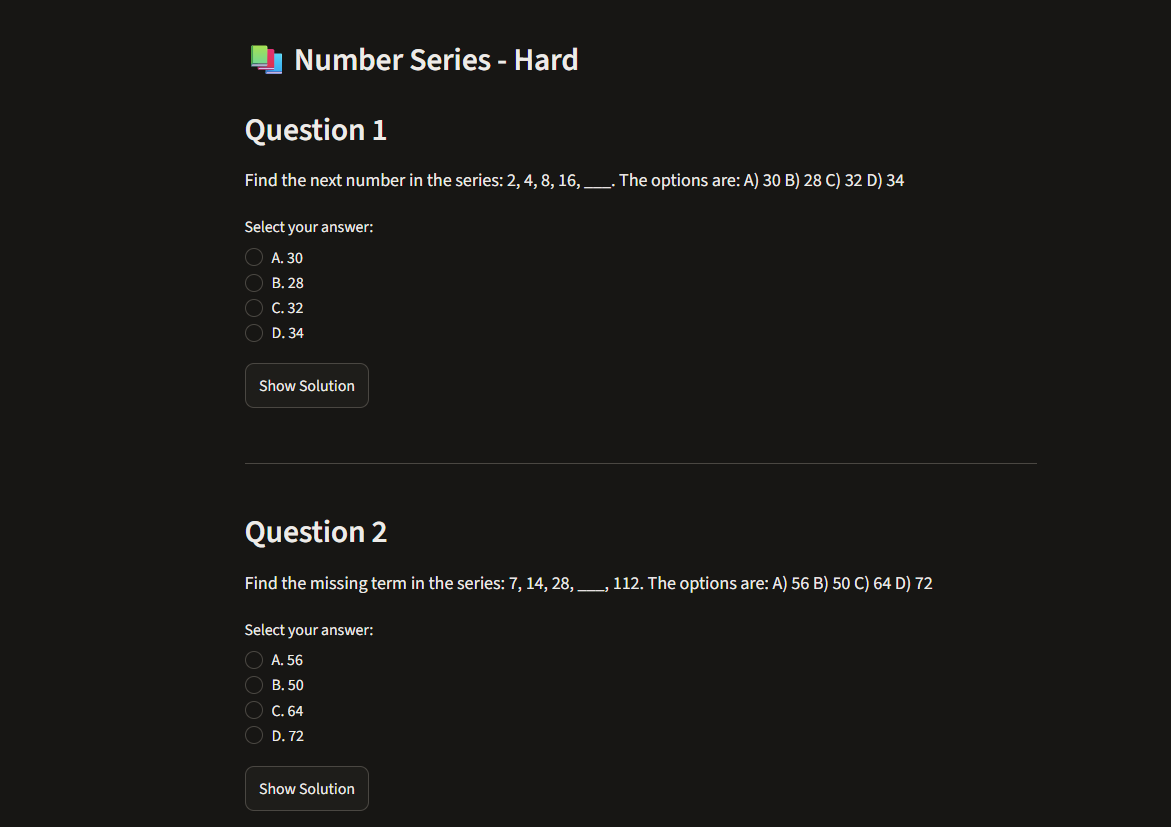 Number Series - Hard
Question 1
Find the next number in the series: 2, 4, 8, 16, ___. The options are: A) 30 B) 28 C) 32 D) 34
Select your answer:
A. 30
B. 28
C. 32
D. 34
Show Solution
Question 2
Find the missing term in the series: 7, 14, 28, ___, 112. The options are: A) 56 B) 50 C) 64 D) 72
Select your answer:
A. 56
B. 50
C. 64
D. 72
Show Solution